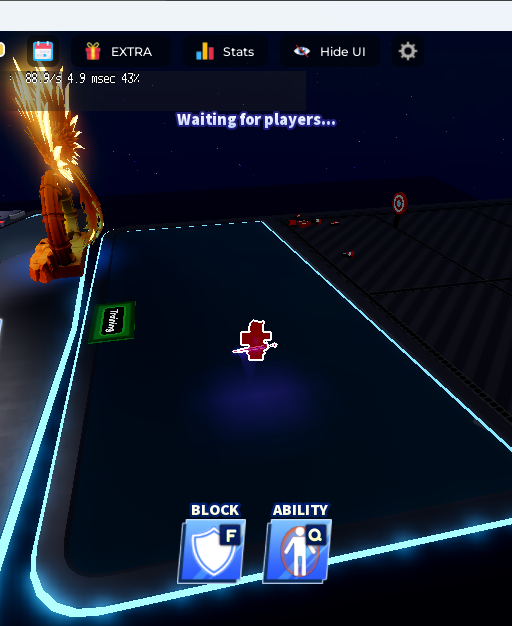 EXTRA
Stats
Hide UI
88.9/s 4.9 msec 43%
Waiting for players...
Training
BLOCK
ABILITY
F
Q